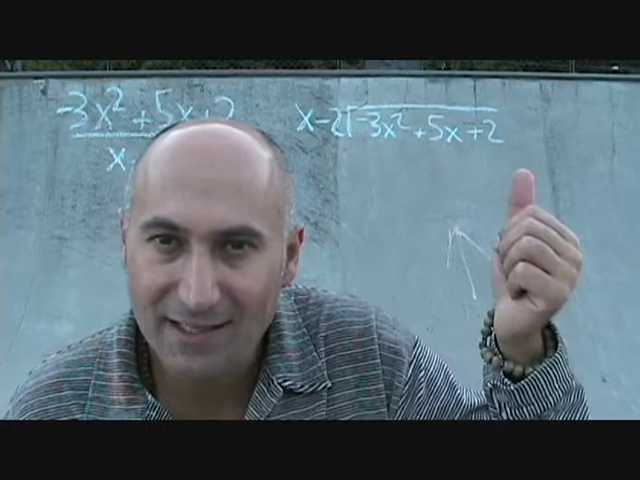 -3x² + 5x + 2
x-
x-2 -3x² + 5x + 2